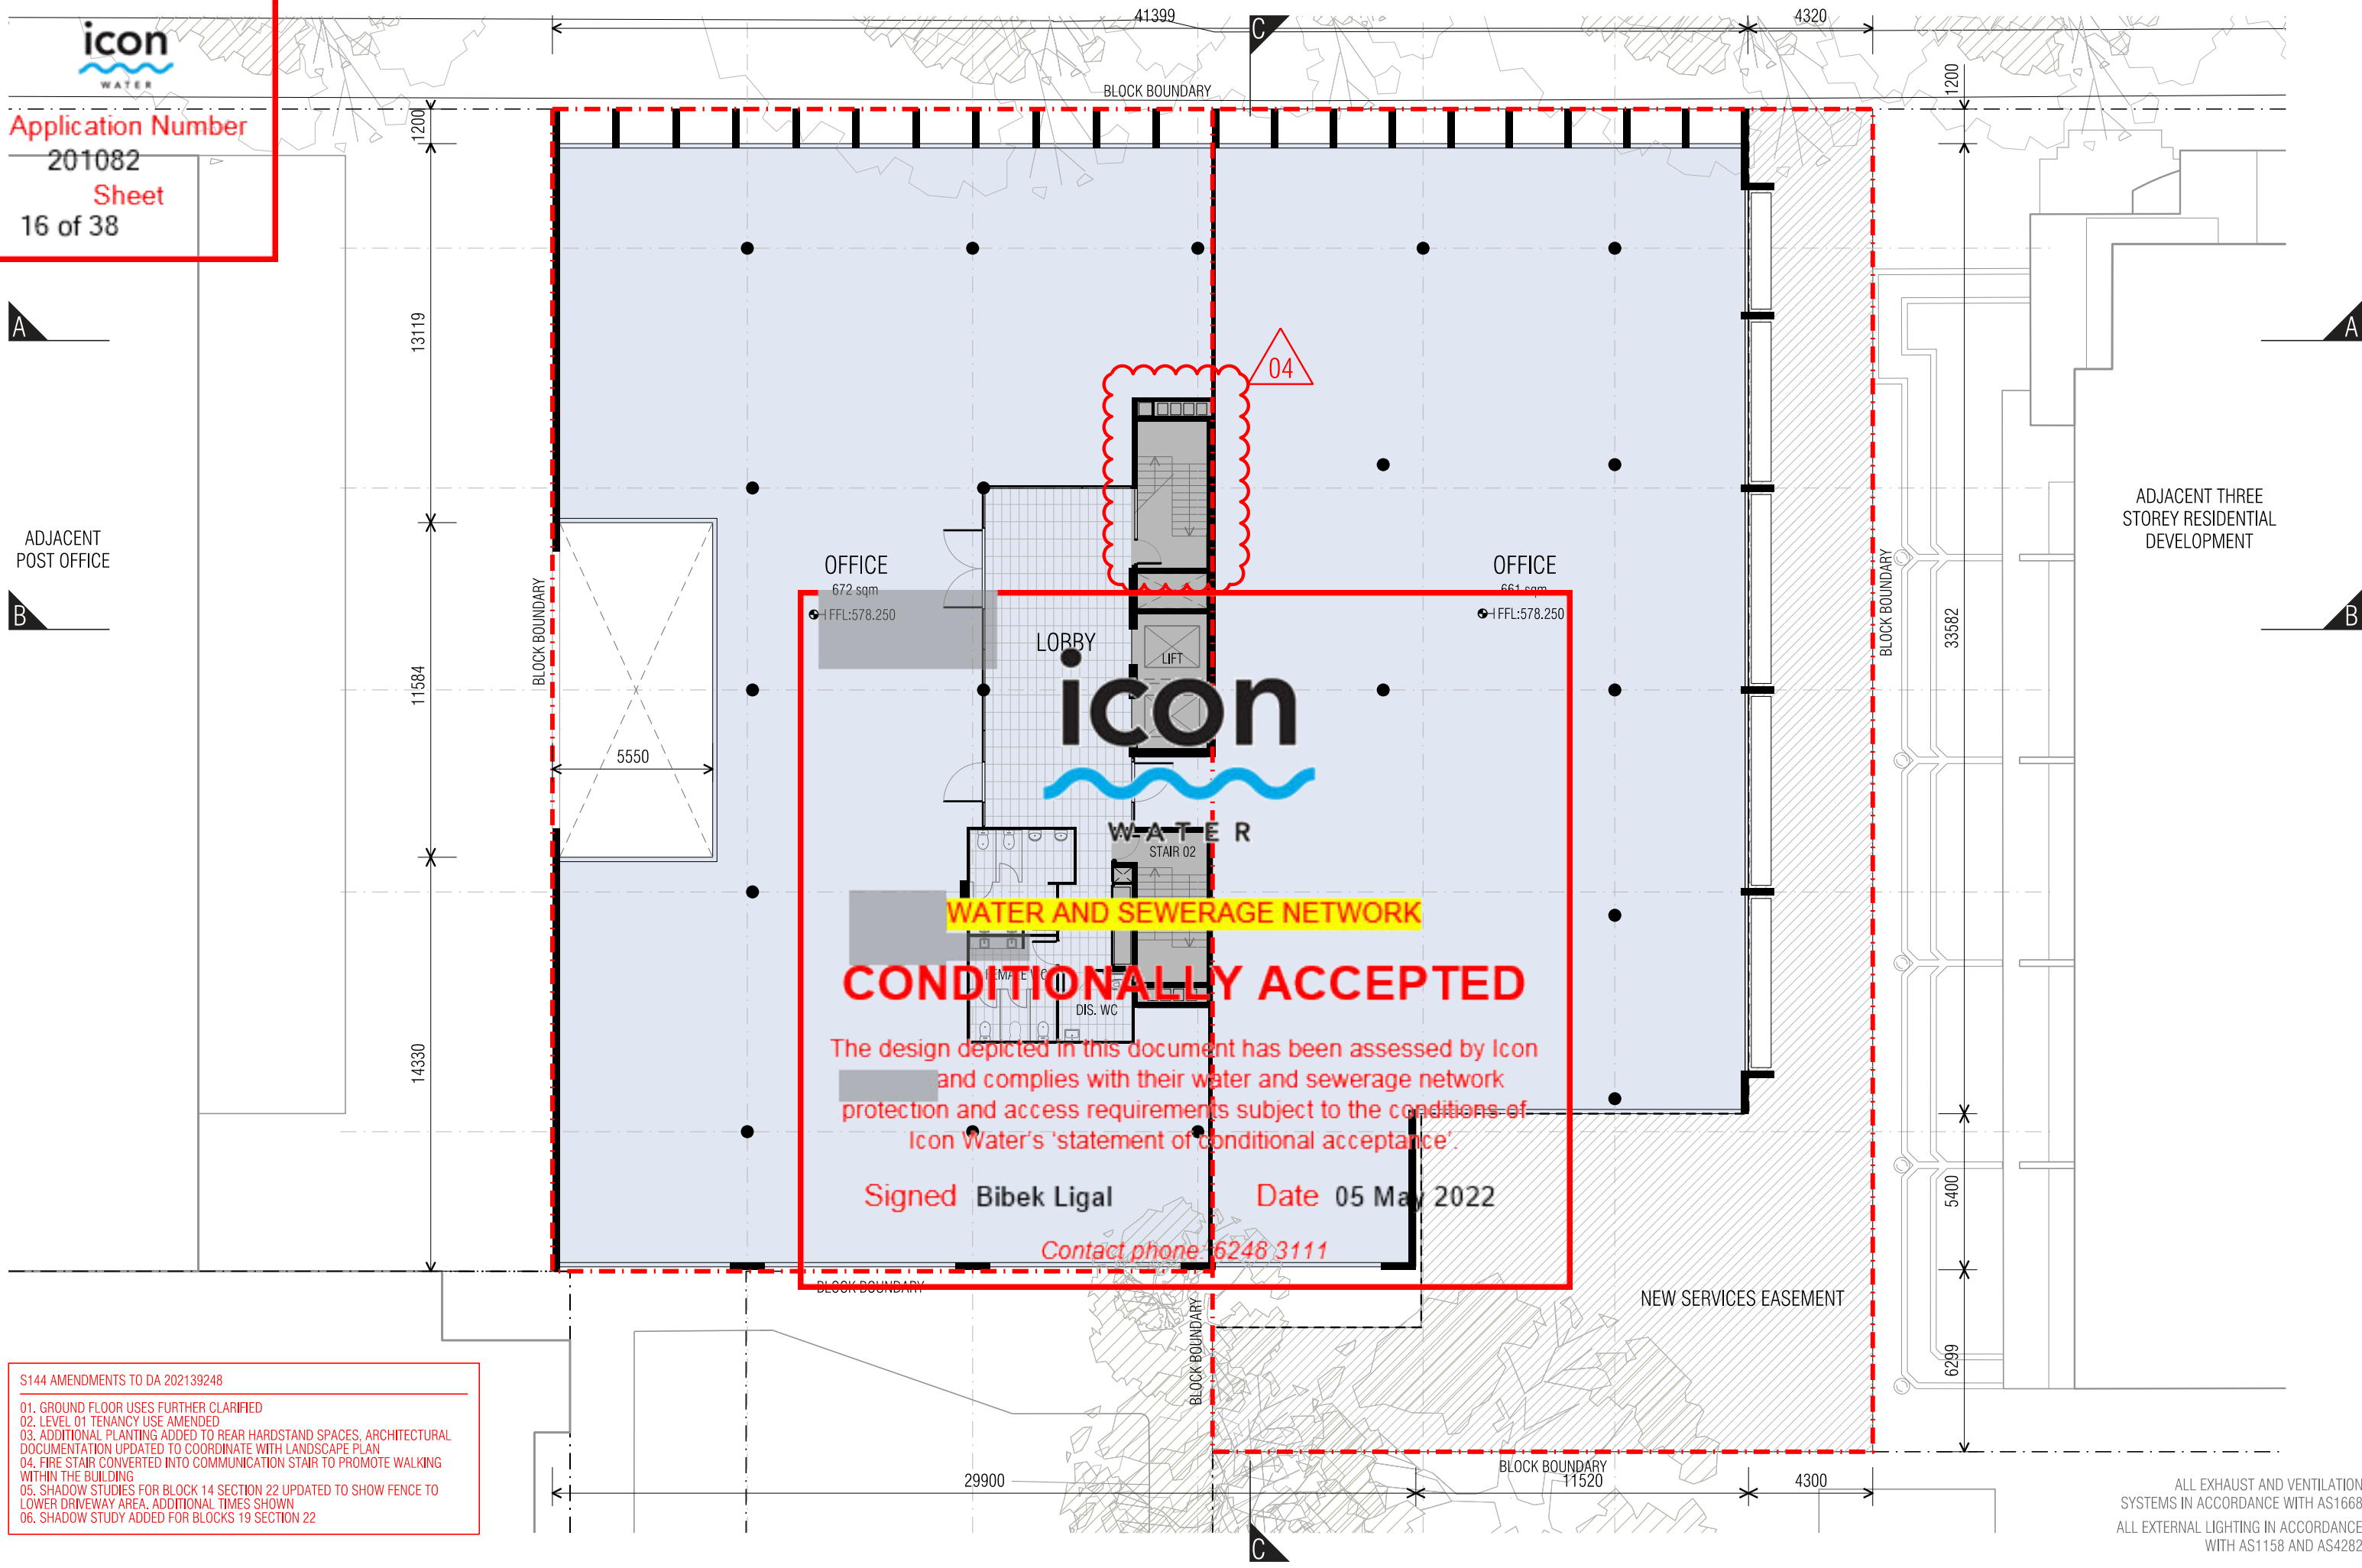 icon
WATER
Application Number
201082
Sheet
16 of 38
41399
4320
C
1200
1200
BLOCK BOUNDARY
A
A
13119
04
ADJACENT
POST OFFICE
ADJACENT THREE
STOREY RESIDENTIAL
DEVELOPMENT
OFFICE
672 sqm
FFL:578.250
OFFICE
661 sqm
FFL:578.250
B
B
BLOCK BOUNDARY
BLOCK BOUNDARY
33582
LOBBY
LIFT
11584
5550
icon
WATER
STAIR 02
WATER AND SEWERAGE NETWORK
FEMALE WC
CONDITIONALLY ACCEPTED
DIS. WC
The design depicted in this document has been assessed by Icon
and complies with their water and sewerage network
protection and access requirements subject to the conditions of
Icon Water's 'statement of conditional acceptance'.
14330
Signed Bibek Ligal Date 05 May 2022
Contact phone: 6248 3111
5400
BLOCK BOUNDARY
NEW SERVICES EASEMENT
BLOCK BOUNDARY
6299
S144 AMENDMENTS TO DA 202139248
01. GROUND FLOOR USES FURTHER CLARIFIED
02. LEVEL 01 TENANCY USE AMENDED
03. ADDITIONAL PLANTING ADDED TO REAR HARDSTAND SPACES, ARCHITECTURAL
DOCUMENTATION UPDATED TO COORDINATE WITH LANDSCAPE PLAN
04. FIRE STAIR CONVERTED INTO COMMUNICATION STAIR TO PROMOTE WALKING
WITHIN THE BUILDING
05. SHADOW STUDIES FOR BLOCK 14 SECTION 22 UPDATED TO SHOW FENCE TO
LOWER DRIVEWAY AREA. ADDITIONAL TIMES SHOWN
06. SHADOW STUDY ADDED FOR BLOCKS 19 SECTION 22
BLOCK BOUNDARY
29900
11520
4300
C
ALL EXHAUST AND VENTILATION
SYSTEMS IN ACCORDANCE WITH AS1668
ALL EXTERNAL LIGHTING IN ACCORDANCE
WITH AS1158 AND AS4282